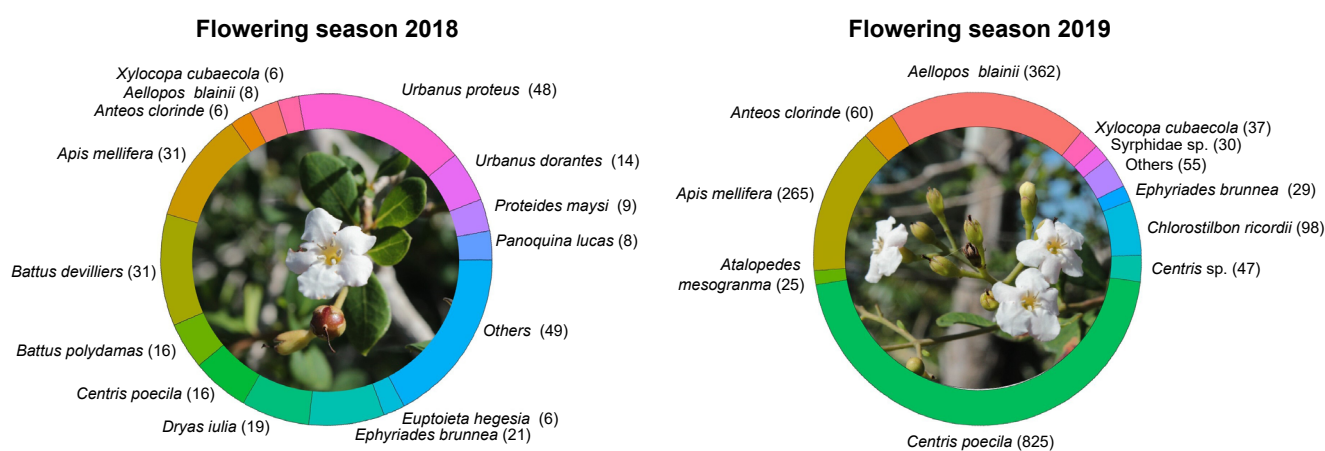 Flowering season 2018
Xylocopa cubaecola (6)
Aellopos blainii (8)
Anteos clorinde (6)
Apis mellifera (31)
Battus devilliers (31)
Battus polydamas (16)
Centris poecila (16)
Dryas iulia (19)
Ephyriades brunnea (21)
Euptoieta hegesia (6)
Others (49)
Panoquina lucas (8)
Proteides maysi (9)
Urbanus dorantes (14)
Urbanus proteus (48)
Flowering season 2019
Aellopos blainii (362)
Anteos clorinde (60)
Apis mellifera (265)
Atalopedes
mesogramma (25)
Centris poecila (825)
Centris sp. (47)
Chlorostilbon ricordii (98)
Ephyriades brunnea (29)
Others (55)
Syrphidae sp. (30)
Xylocopa cubaecola (37)